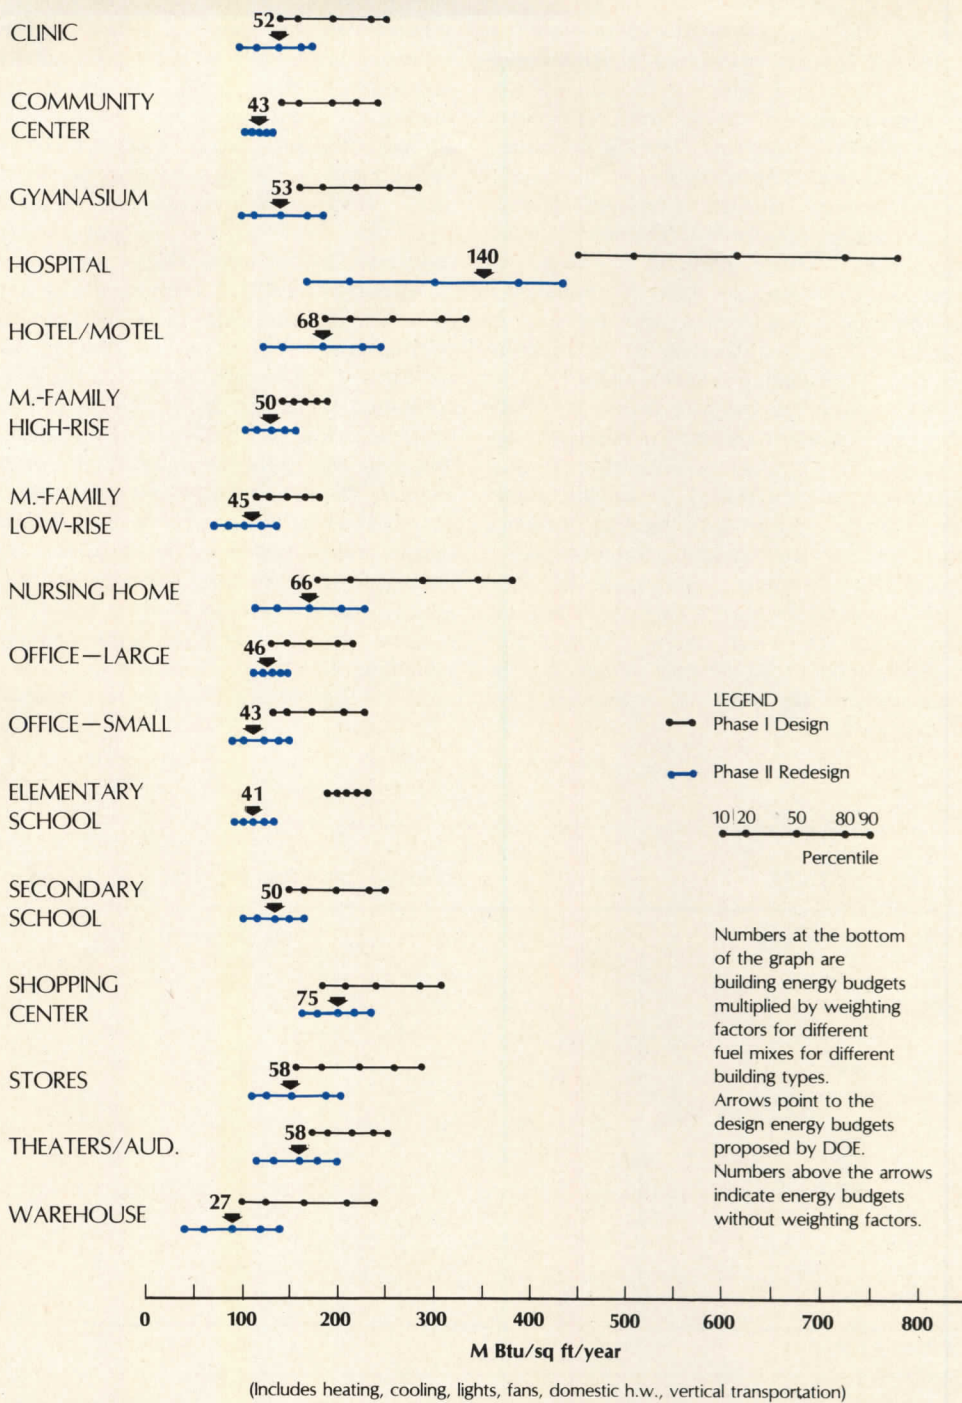 CLINIC
52
COMMUNITY
CENTER
43
GYMNASIUM
53
HOSPITAL
140
HOTEL/MOTEL
68
M.-FAMILY
HIGH-RISE
50
M.-FAMILY
LOW-RISE
45
NURSING HOME
66
OFFICE—LARGE
46
OFFICE—SMALL
43
ELEMENTARY
SCHOOL
41
SECONDARY
SCHOOL
50
SHOPPING
CENTER
75
STORES
58
THEATERS/AUD.
58
WAREHOUSE
27
LEGEND
Phase I Design
Phase II Redesign
10 20 50 80 90
Percentile
Numbers at the bottom
of the graph are
building energy budgets
multiplied by weighting
factors for different
fuel mixes for different
building types.
Arrows point to the
design energy budgets
proposed by DOE.
Numbers above the arrows
indicate energy budgets
without weighting factors.
0 100 200 300 400 500 600 700 800
M Btu/sq ft/year
(Includes heating, cooling, lights, fans, domestic h.w., vertical transportation)